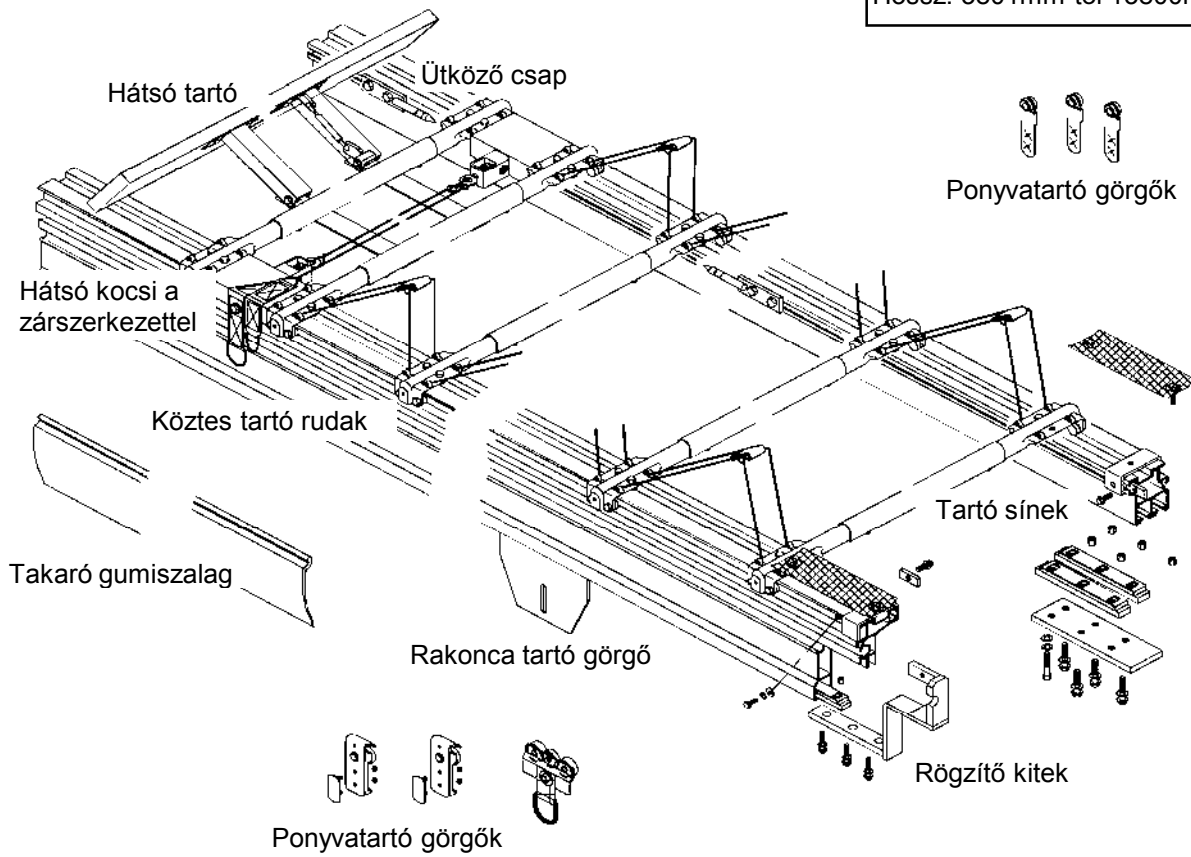 Hátsó tartó
Ütköző csap
Ponyvatartó görgők
Hátsó kocsi a
zárszerkezettel
Köztes tartó rudak
Tartó sínek
Takaró gumiszalag
Rakonca tartó görgő
Rögzítő kitek
Ponyvatartó görgők